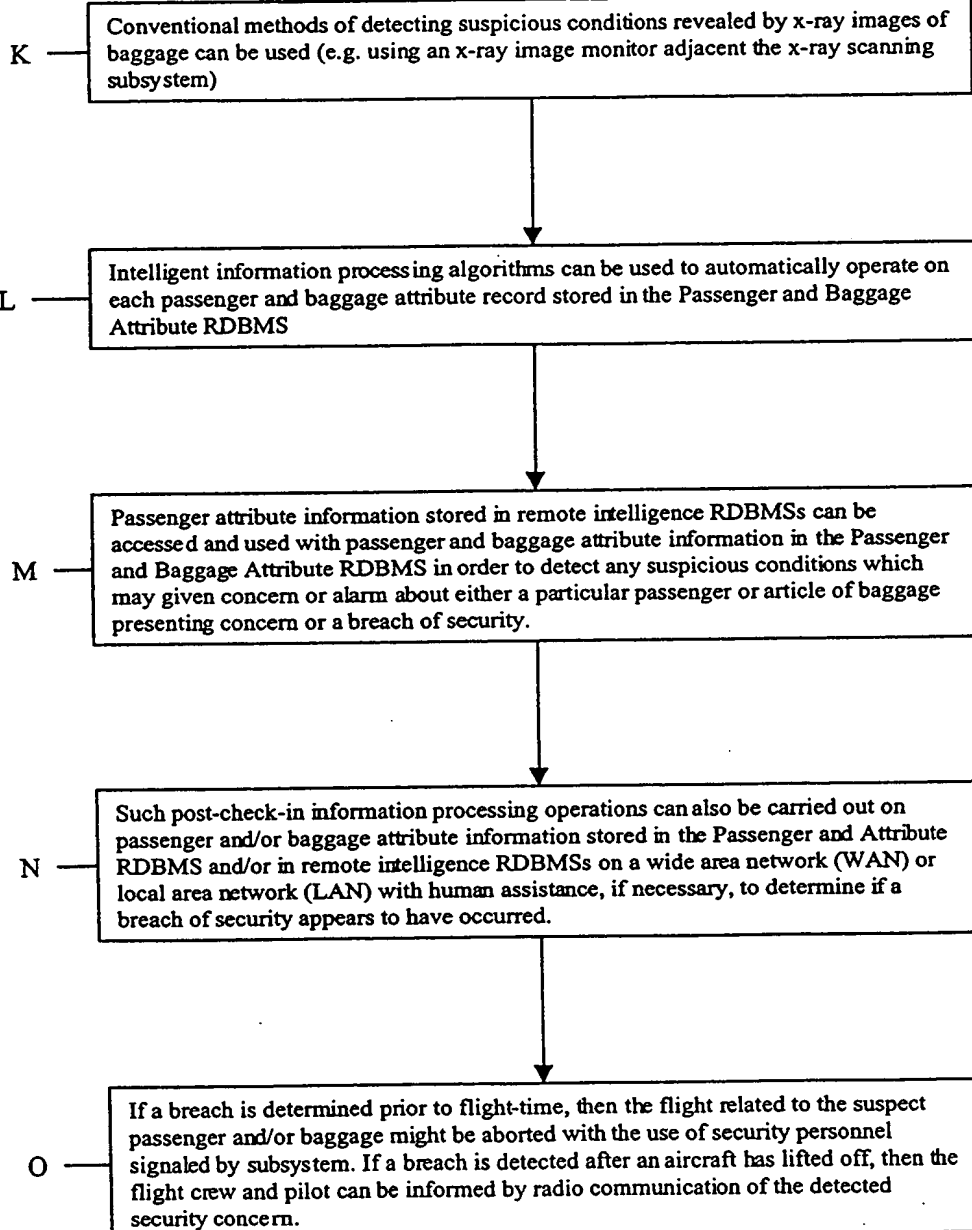 K
Conventional methods of detecting suspicious conditions revealed by x-ray images of
baggage can be used (e.g. using an x-ray image monitor adjacent the x-ray scanning
subsystem)
L
Intelligent information processing algorithms can be used to automatically operate on
each passenger and baggage attribute record stored in the Passenger and Baggage
Attribute RDBMS
M
Passenger attribute information stored in remote intelligence RDBMSs can be
accessed and used with passenger and baggage attribute information in the Passenger
and Baggage Attribute RDBMS in order to detect any suspicious conditions which
may given concern or alarm about either a particular passenger or article of baggage
presenting concern or a breach of security.
N
Such post-check-in information processing operations can also be carried out on
passenger and/or baggage attribute information stored in the Passenger and Attribute
RDBMS and/or in remote intelligence RDBMSs on a wide area network (WAN) or
local area network (LAN) with human assistance, if necessary, to determine if a
breach of security appears to have occurred.
O
If a breach is determined prior to flight-time, then the flight related to the suspect
passenger and/or baggage might be aborted with the use of security personnel
signaled by subsystem. If a breach is detected after an aircraft has lifted off, then the
flight crew and pilot can be informed by radio communication of the detected
security concern.